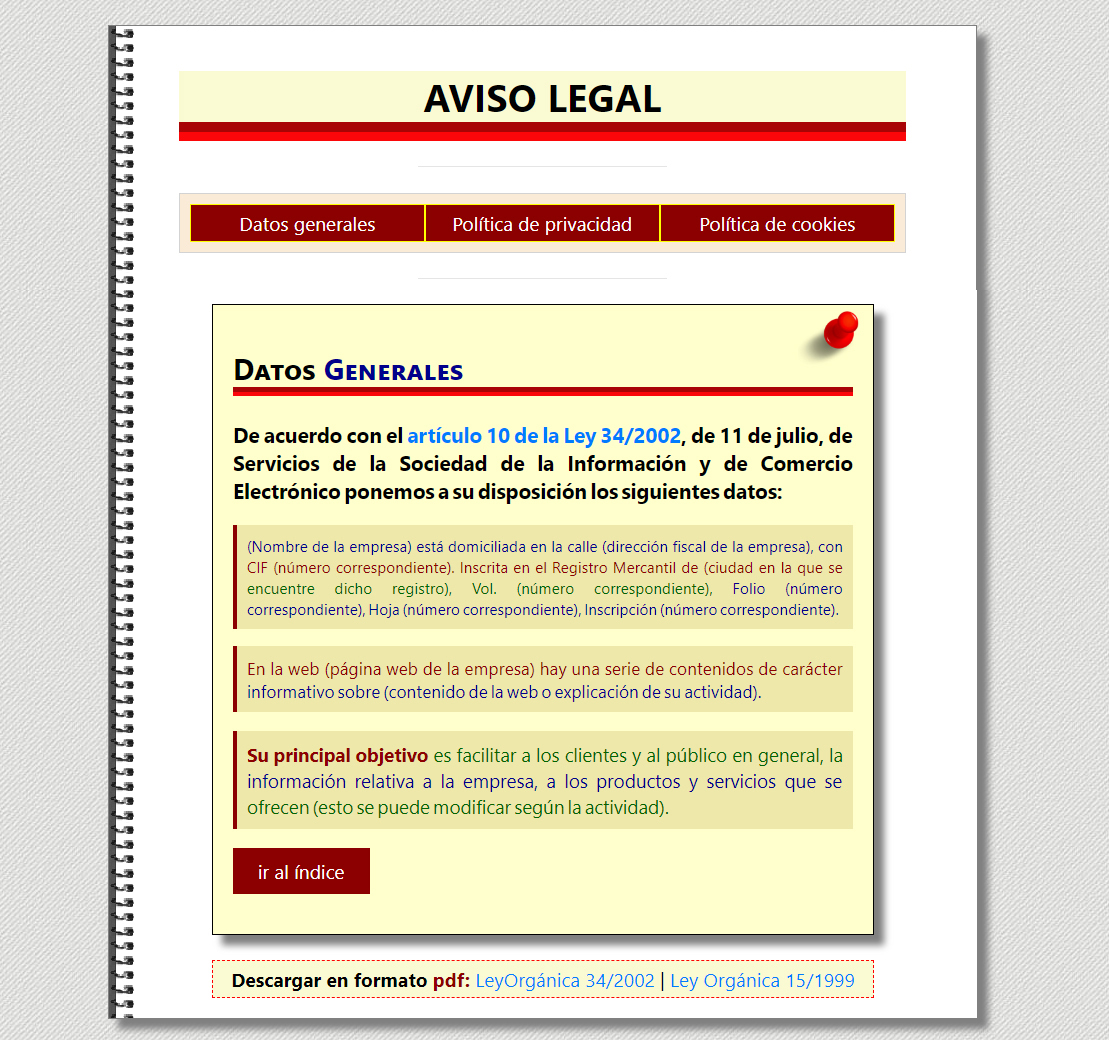 AVISO LEGAL
Datos generales Política de privacidad Política de cookies
Datos Generales
De acuerdo con el artículo 10 de la Ley 34/2002, de 11 de julio, de
Servicios de la Sociedad de la Información y de Comercio
Electrónico ponemos a su disposición los siguientes datos:
(Nombre de la empresa) está domiciliada en la calle (dirección fiscal de la empresa), con
CIF (número correspondiente). Inscrita en el Registro Mercantil de (ciudad en la que se
encuentre dicho registro), Vol. (número correspondiente), Folio (número
correspondiente), Hoja (número correspondiente), Inscripción (número correspondiente).
En la web (página web de la empresa) hay una serie de contenidos de carácter
informativo sobre (contenido de la web o explicación de su actividad).
Su principal objetivo es facilitar a los clientes y al público en general, la
información relativa a la empresa, a los productos y servicios que se
ofrecen (esto se puede modificar según la actividad).
ir al índice
Descargar en formato pdf: LeyOrgánica 34/2002 | Ley Orgánica 15/1999